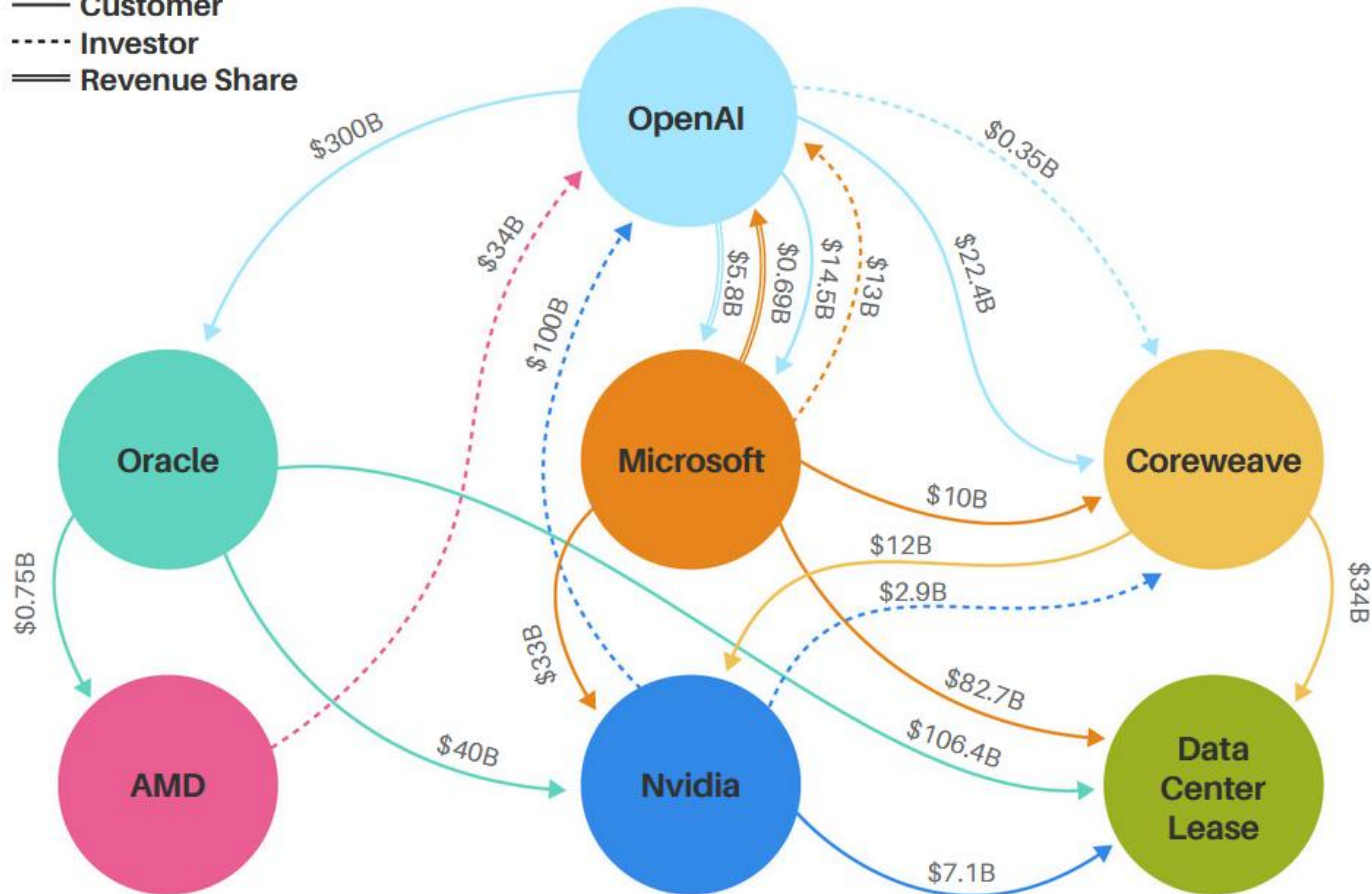 Customer
Investor
Revenue Share
OpenAI
$300B
$0.35B
$34B
$100B
$5.8B
$0.69B
$14.5B
$13B
$22.4B
Oracle
Microsoft
Coreweave
$10B
$12B
$2.9B
$0.75B
$33B
$34B
$82.7B
$106.4B
$40B
AMD
Nvidia
Data
Center
Lease
$7.1B